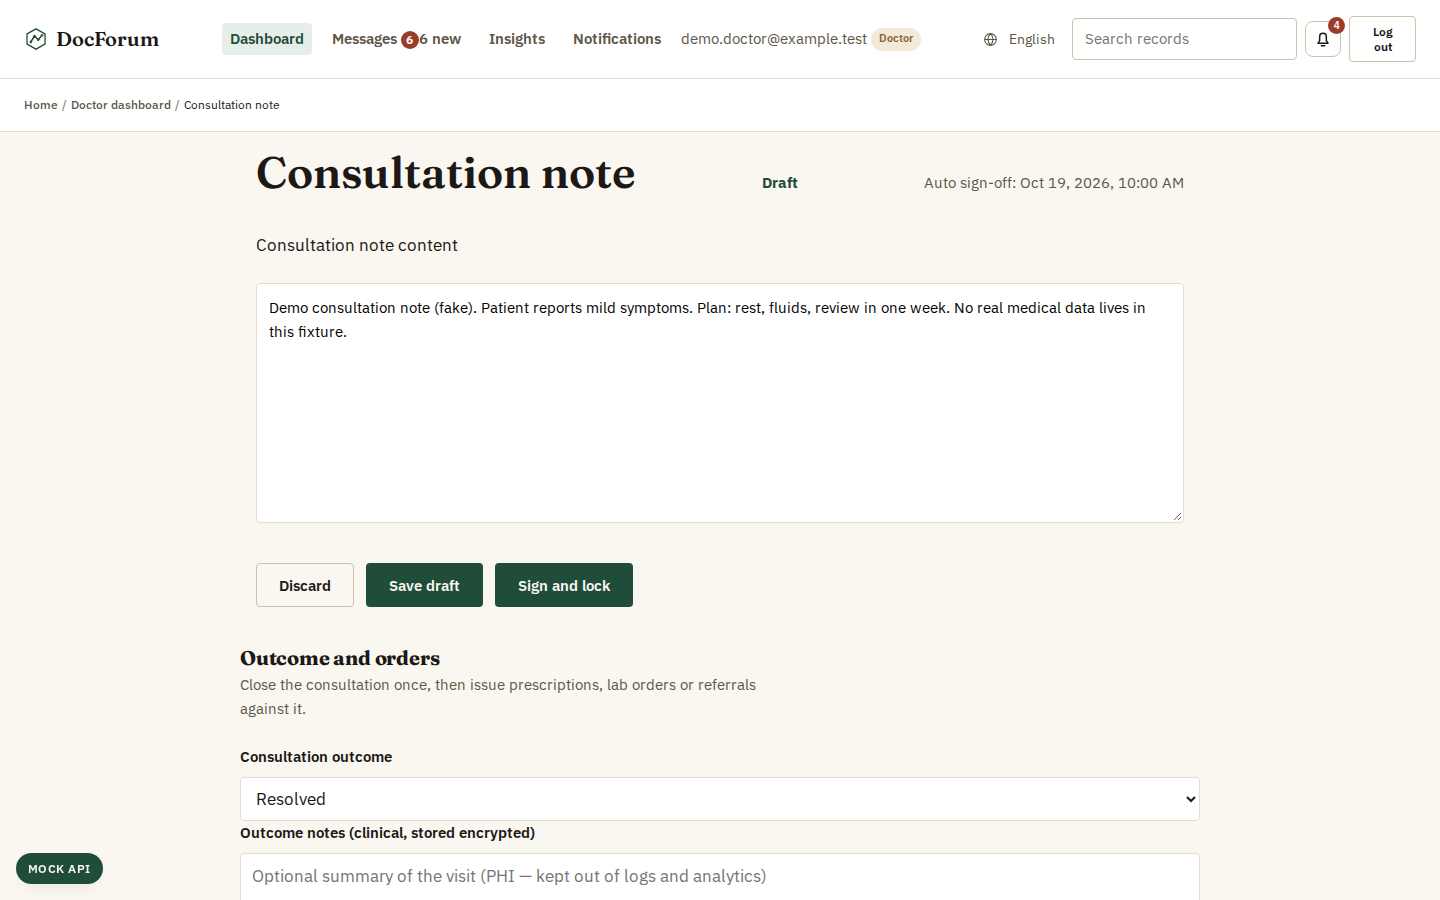 DocForum
Dashboard
Messages 6 6 new
Insights
Notifications
demo.doctor@example.test Doctor
English
Search records
4
Log out
Home / Doctor dashboard / Consultation note
Consultation note
Draft
Auto sign-off: Oct 19, 2026, 10:00 AM
Consultation note content
Demo consultation note (fake). Patient reports mild symptoms. Plan: rest, fluids, review in one week. No real medical data lives in
this fixture.
Discard
Save draft
Sign and lock
Outcome and orders
Close the consultation once, then issue prescriptions, lab orders or referrals
against it.
Consultation outcome
Resolved
Outcome notes (clinical, stored encrypted)
Optional summary of the visit (PHI — kept out of logs and analytics)
MOCK API